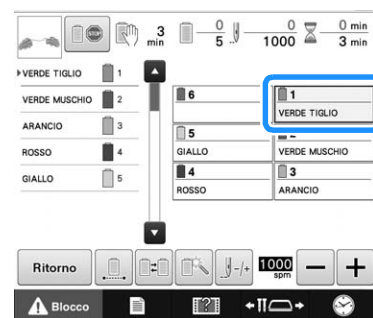 3
min
0
5
0
1000
0 min
3 min
VERDE TIGLIO 1
VERDE MUSCHIO 2
ARANCIO 3
ROSSO 4
GIALLO 5
6
1
VERDE TIGLIO
5
GIALLO
VERDE MUSCHIO
4
ROSSO
3
ARANCIO
Ritorno
-/+
1000
spm
Blocco